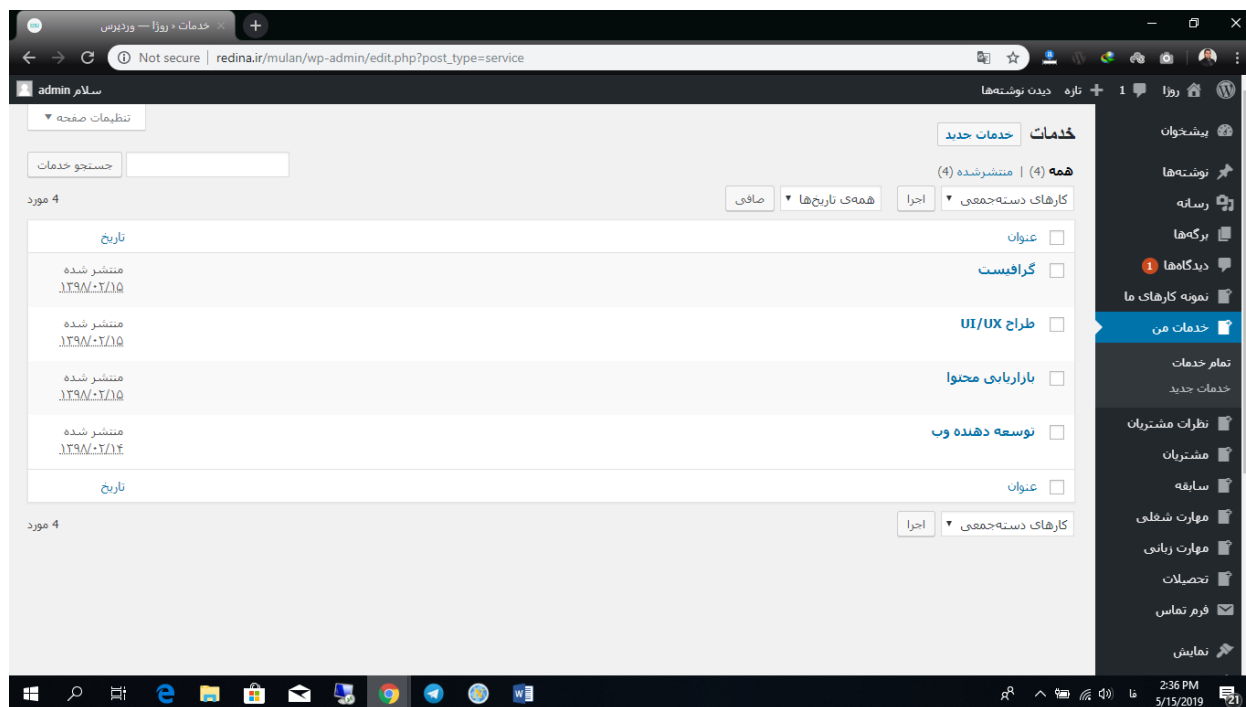 خدمات ‹ روژا — وردپرس
Not secure | redina.ir/mulan/wp-admin/edit.php?post_type=service
روژا 1 تازه دیدن نوشته‌ها
سلام admin
تنظیمات صفحه
پیشخوان
نوشته‌ها
رسانه
برگه‌ها
دیدگاه‌ها 1
نمونه کارهای ما
خدمات من
تمام خدمات
خدمات جدید
نظرات مشتریان
مشتریان
سابقه
مهارت شغلی
مهارت زبانی
تحصیلات
فرم تماس
نمایش
خدمات خدمات جدید
همه (4) | منتشرشده (4)
جستجو خدمات
کارهای دسته‌جمعی اجرا همه‌ی تاریخ‌ها صافی
4 مورد
عنوان تاریخ
گرافیست منتشر شده
۱۳۹۸/۰۲/۱۵
طراح UI/UX منتشر شده
۱۳۹۸/۰۲/۱۵
بازاریابی محتوا منتشر شده
۱۳۹۸/۰۲/۱۵
توسعه دهنده وب منتشر شده
۱۳۹۸/۰۲/۱۴
عنوان تاریخ
کارهای دسته‌جمعی اجرا
4 مورد
فا
2:36 PM
5/15/2019
21